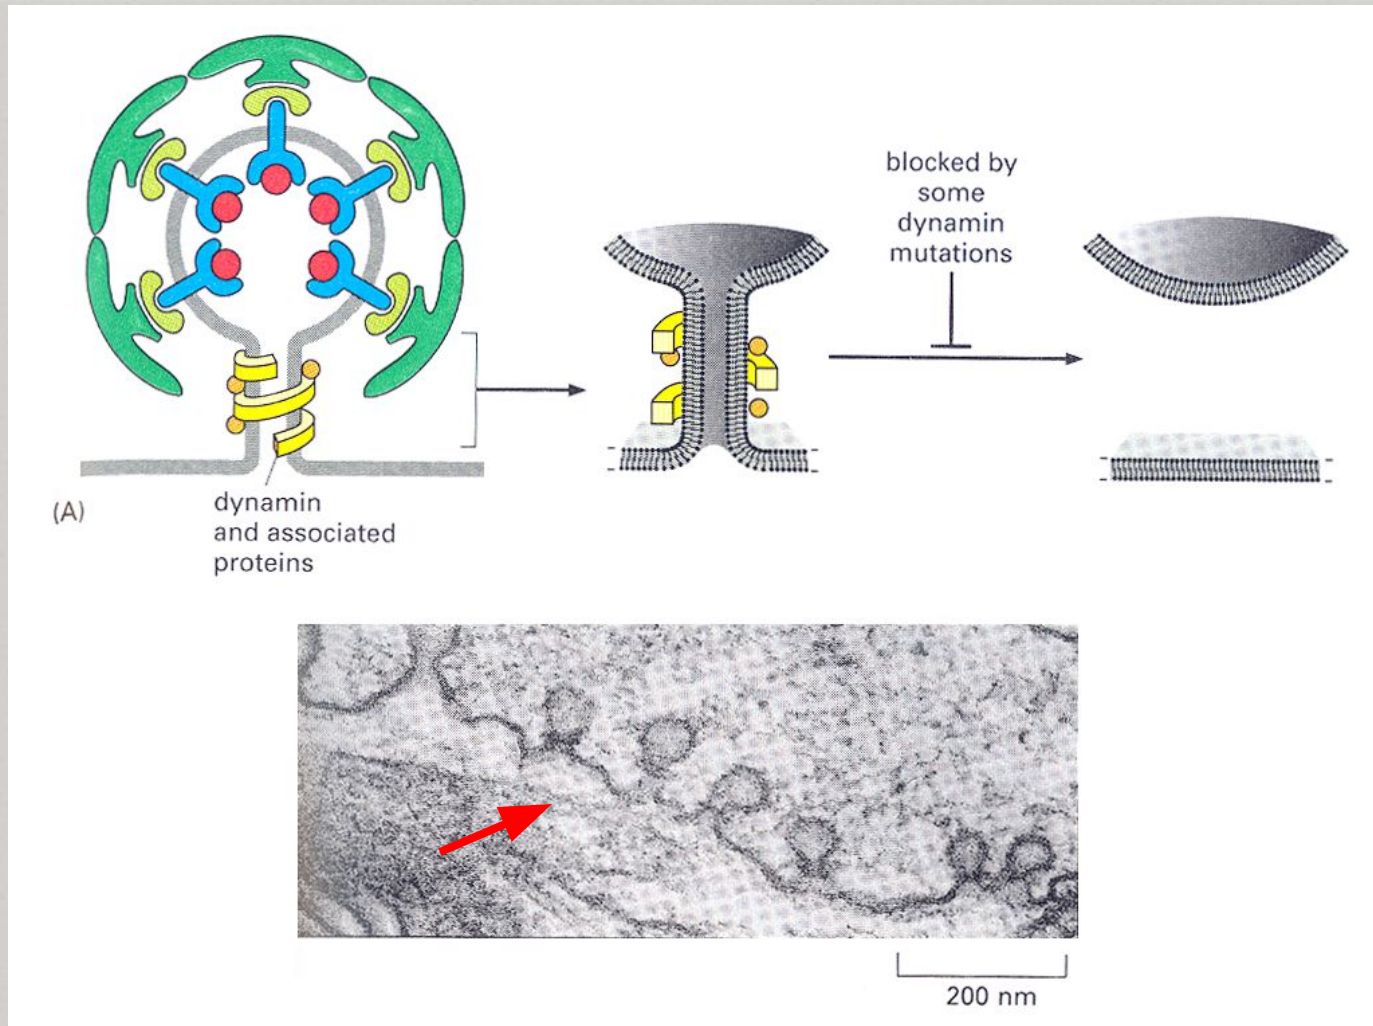 blocked by
some
dynamin
mutations
(A)
dynamin
and associated
proteins
200 nm